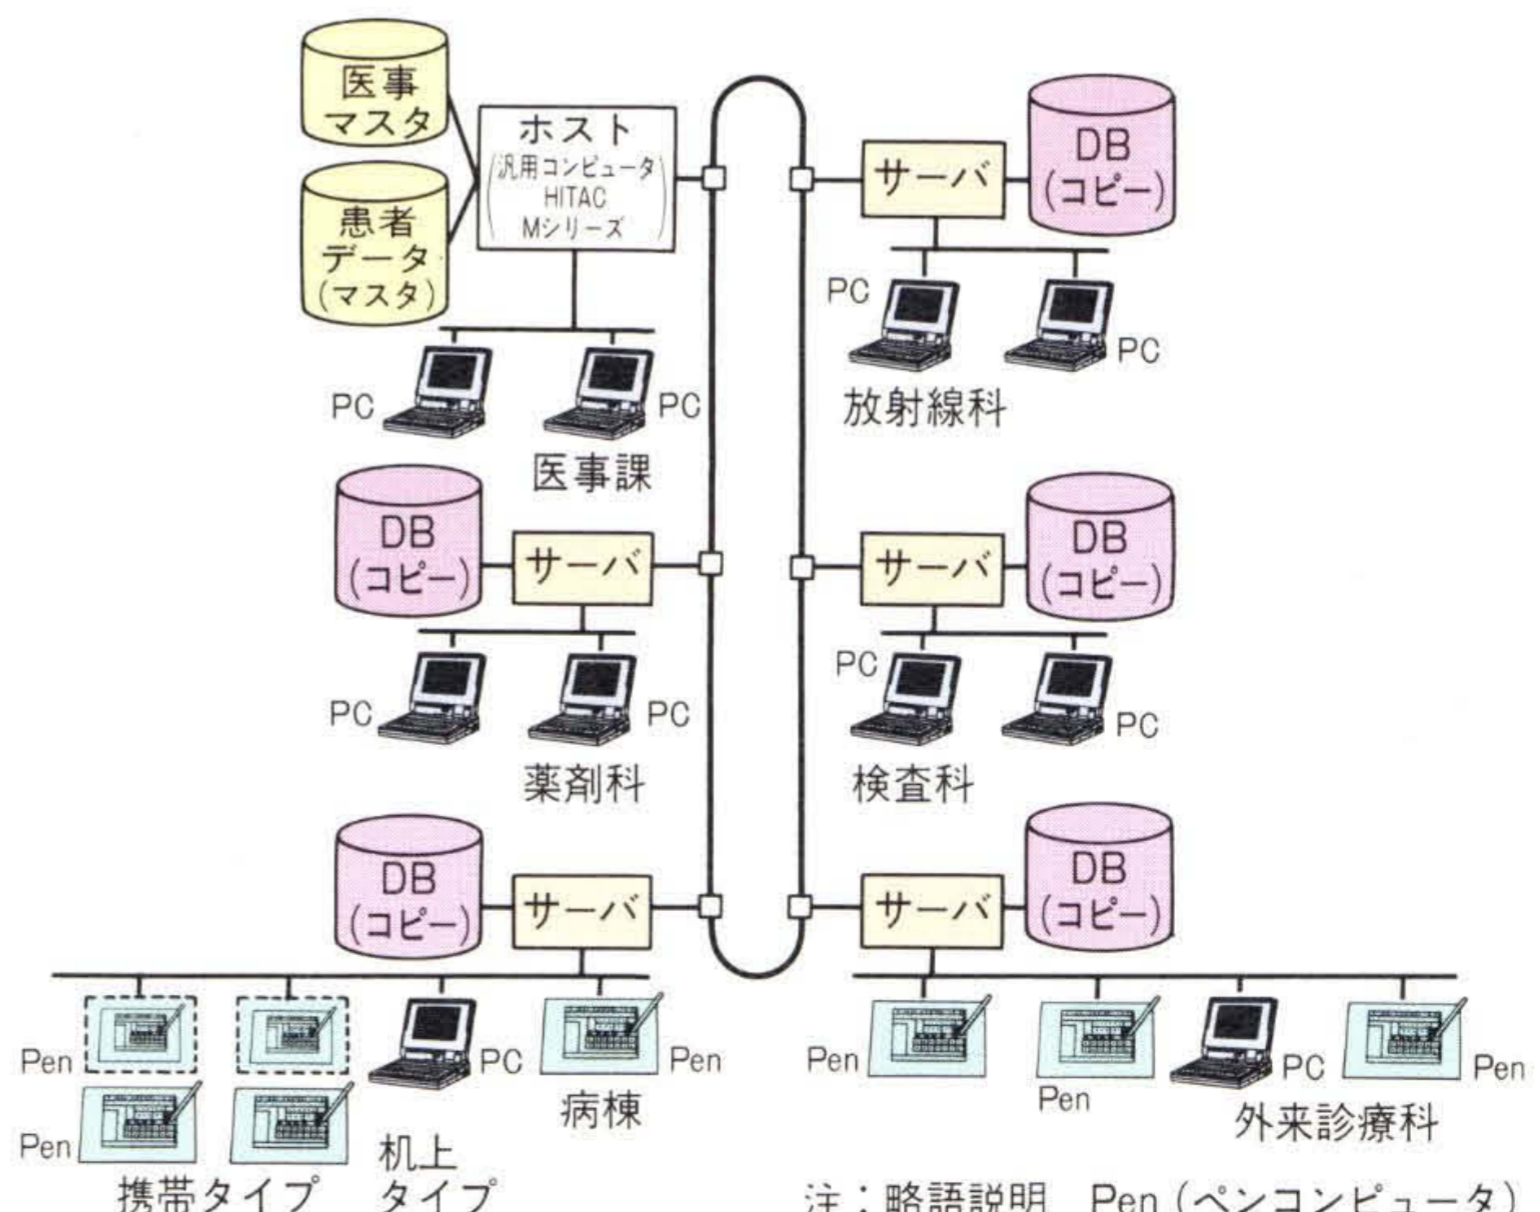 医事
マスタ
患者
データ
(マスタ)
ホスト
(汎用コンピュータ
HITAC
Mシリーズ)
PC
PC
医事課
サーバ
DB
(コピー)
PC
PC
放射線科
DB
(コピー)
サーバ
PC
PC
薬剤科
サーバ
DB
(コピー)
PC
PC
検査科
DB
(コピー)
サーバ
Pen
PC
Pen
病棟
Pen
携帯タイプ
机上
タイプ
サーバ
DB
(コピー)
Pen
Pen
PC
Pen
外来診療科
注：略語説明 Pen（ペンコンピュータ）